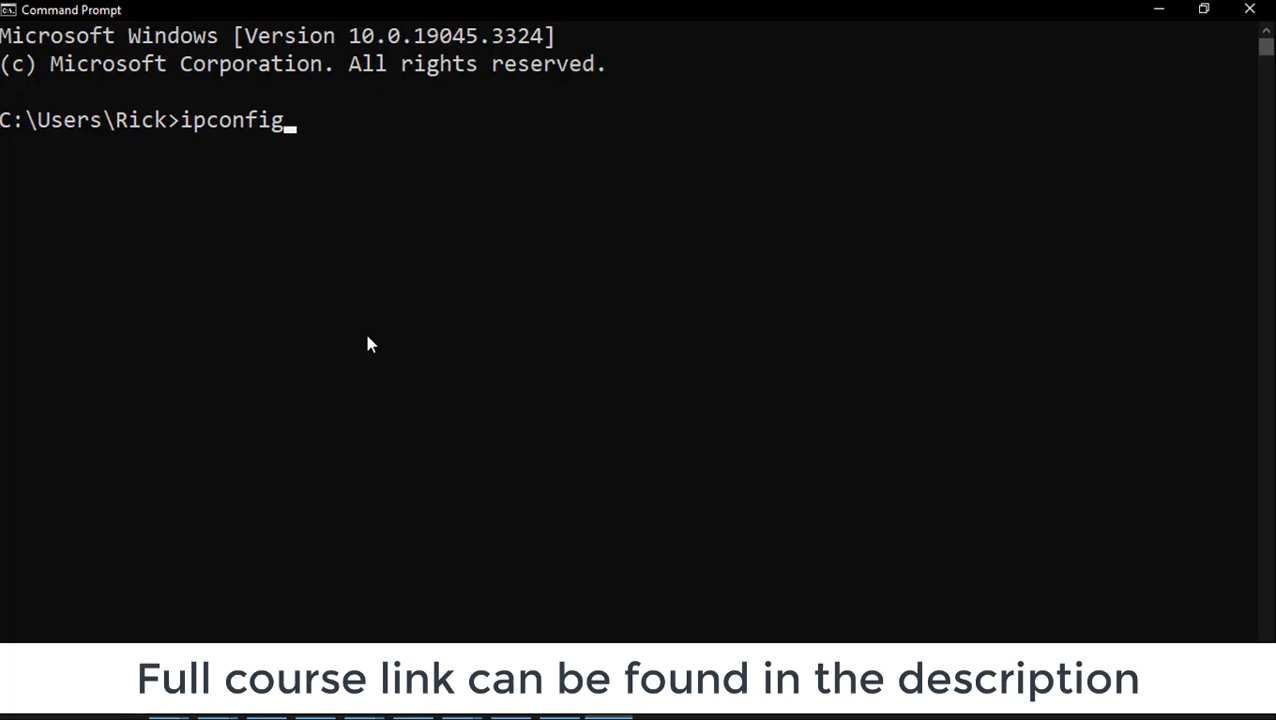 Command Prompt
Microsoft Windows [Version 10.0.19045.3324]
(c) Microsoft Corporation. All rights reserved.
C:\Users\Rick>ipconfig
Full course link can be found in the description